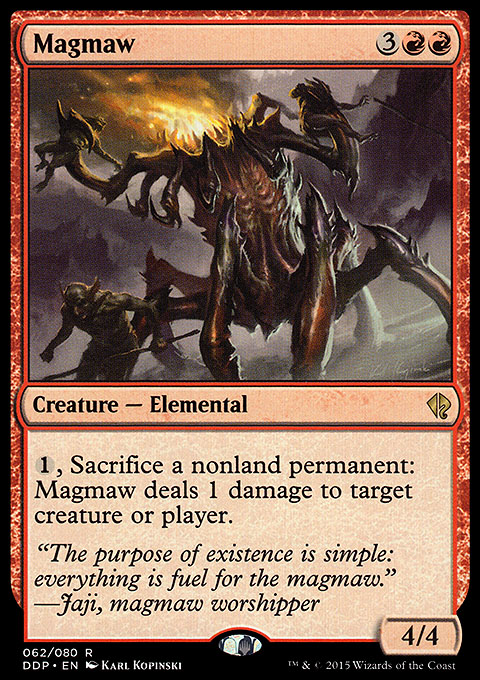 Magmaw 3
Creature — Elemental
1, Sacrifice a nonland permanent:
Magmaw deals 1 damage to target
creature or player.
“The purpose of existence is simple:
everything is fuel for the magmaw.”
—Jaji, magmaw worshipper
4/4
062/080 R
DDP • EN Karl Kopinski
™ & © 2015 Wizards of the Coast